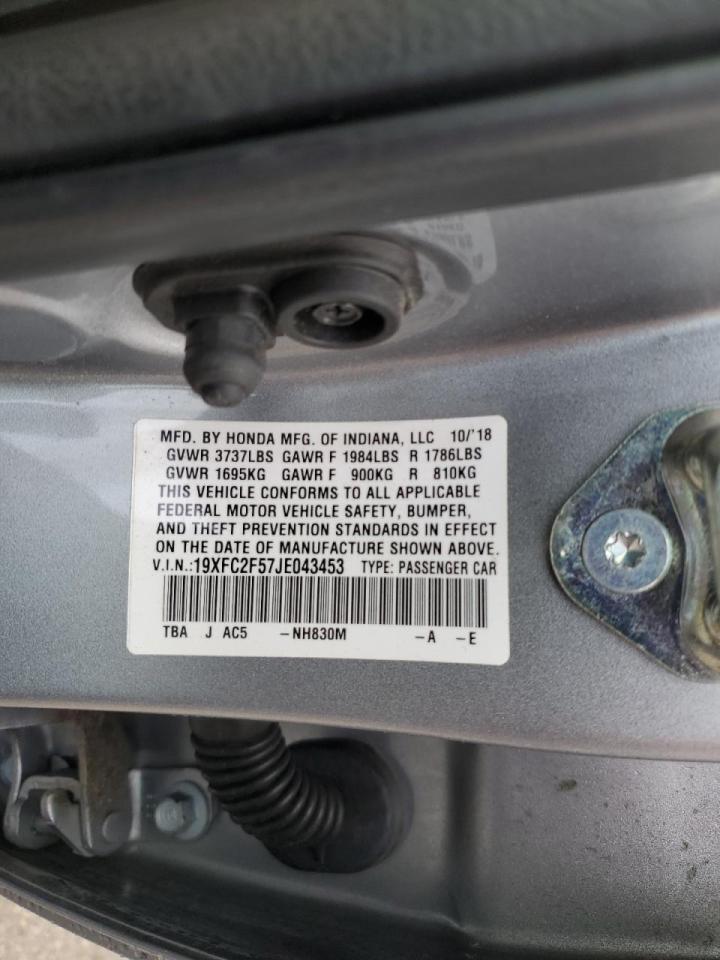 MFD. BY HONDA MFG. OF INDIANA, LLC 10/'18
GVWR 3737LBS GAWR F 1984LBS R 1786LBS
GVWR 1695KG GAWR F 900KG R 810KG
THIS VEHICLE CONFORMS TO ALL APPLICABLE
FEDERAL MOTOR VEHICLE SAFETY, BUMPER,
AND THEFT PREVENTION STANDARDS IN EFFECT
ON THE DATE OF MANUFACTURE SHOWN ABOVE.
V.I.N.:19XFC2F57JE043453 TYPE: PASSENGER CAR
TBA J AC5 -NH830M -A -E